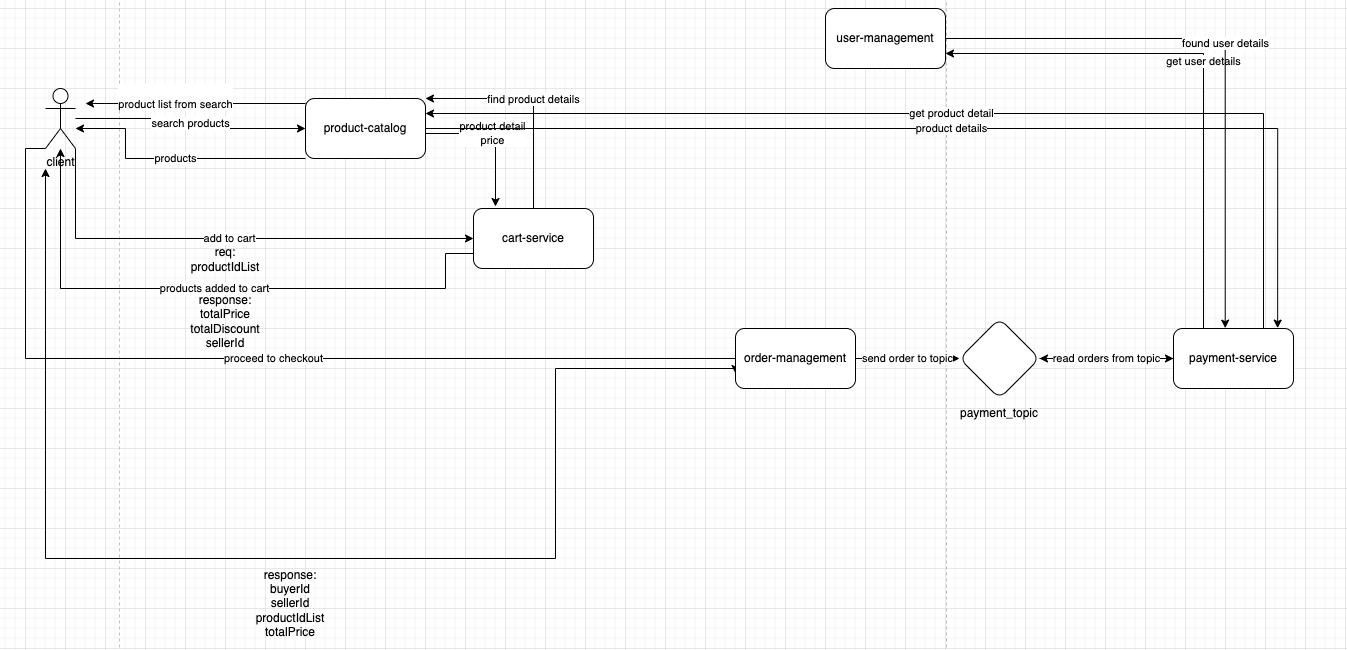 user-management
found user details
get user details
product list from search
find product details
get product detail
search products
product-catalog
product detail
price
product details
client
products
add to cart
req:
productIdList
cart-service
products added to cart
response:
totalPrice
totalDiscount
sellerId
proceed to checkout
order-management
send order to topic
read orders from topic
payment-service
payment_topic
response:
buyerId
sellerId
productIdList
totalPrice